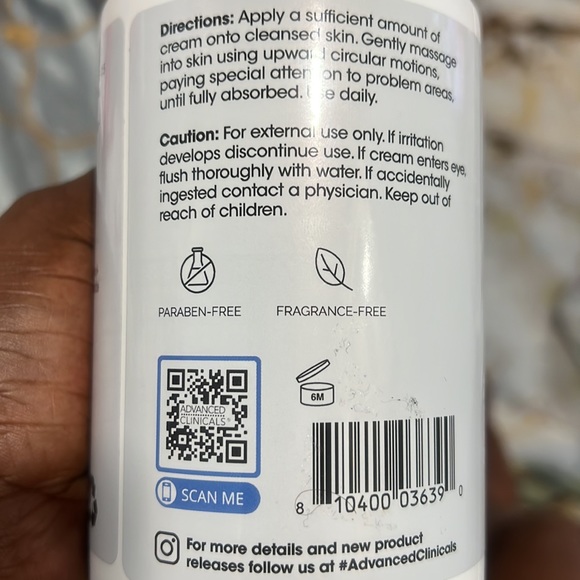 Directions: Apply a sufficient amount of
cream onto cleansed skin. Gently massage
into skin using upward circular motions,
paying special attention to problem areas,
until fully absorbed. Use daily.
Caution: For external use only. If irritation
develops discontinue use. If cream enters eye,
flush thoroughly with water. If accidentally
ingested contact a physician. Keep out of
reach of children.
PARABEN-FREE FRAGRANCE-FREE
ADVANCED
CLINICALS
6M
SCAN ME
8 10400 03639 0
For more details and new product
releases follow us at #AdvancedClinicals